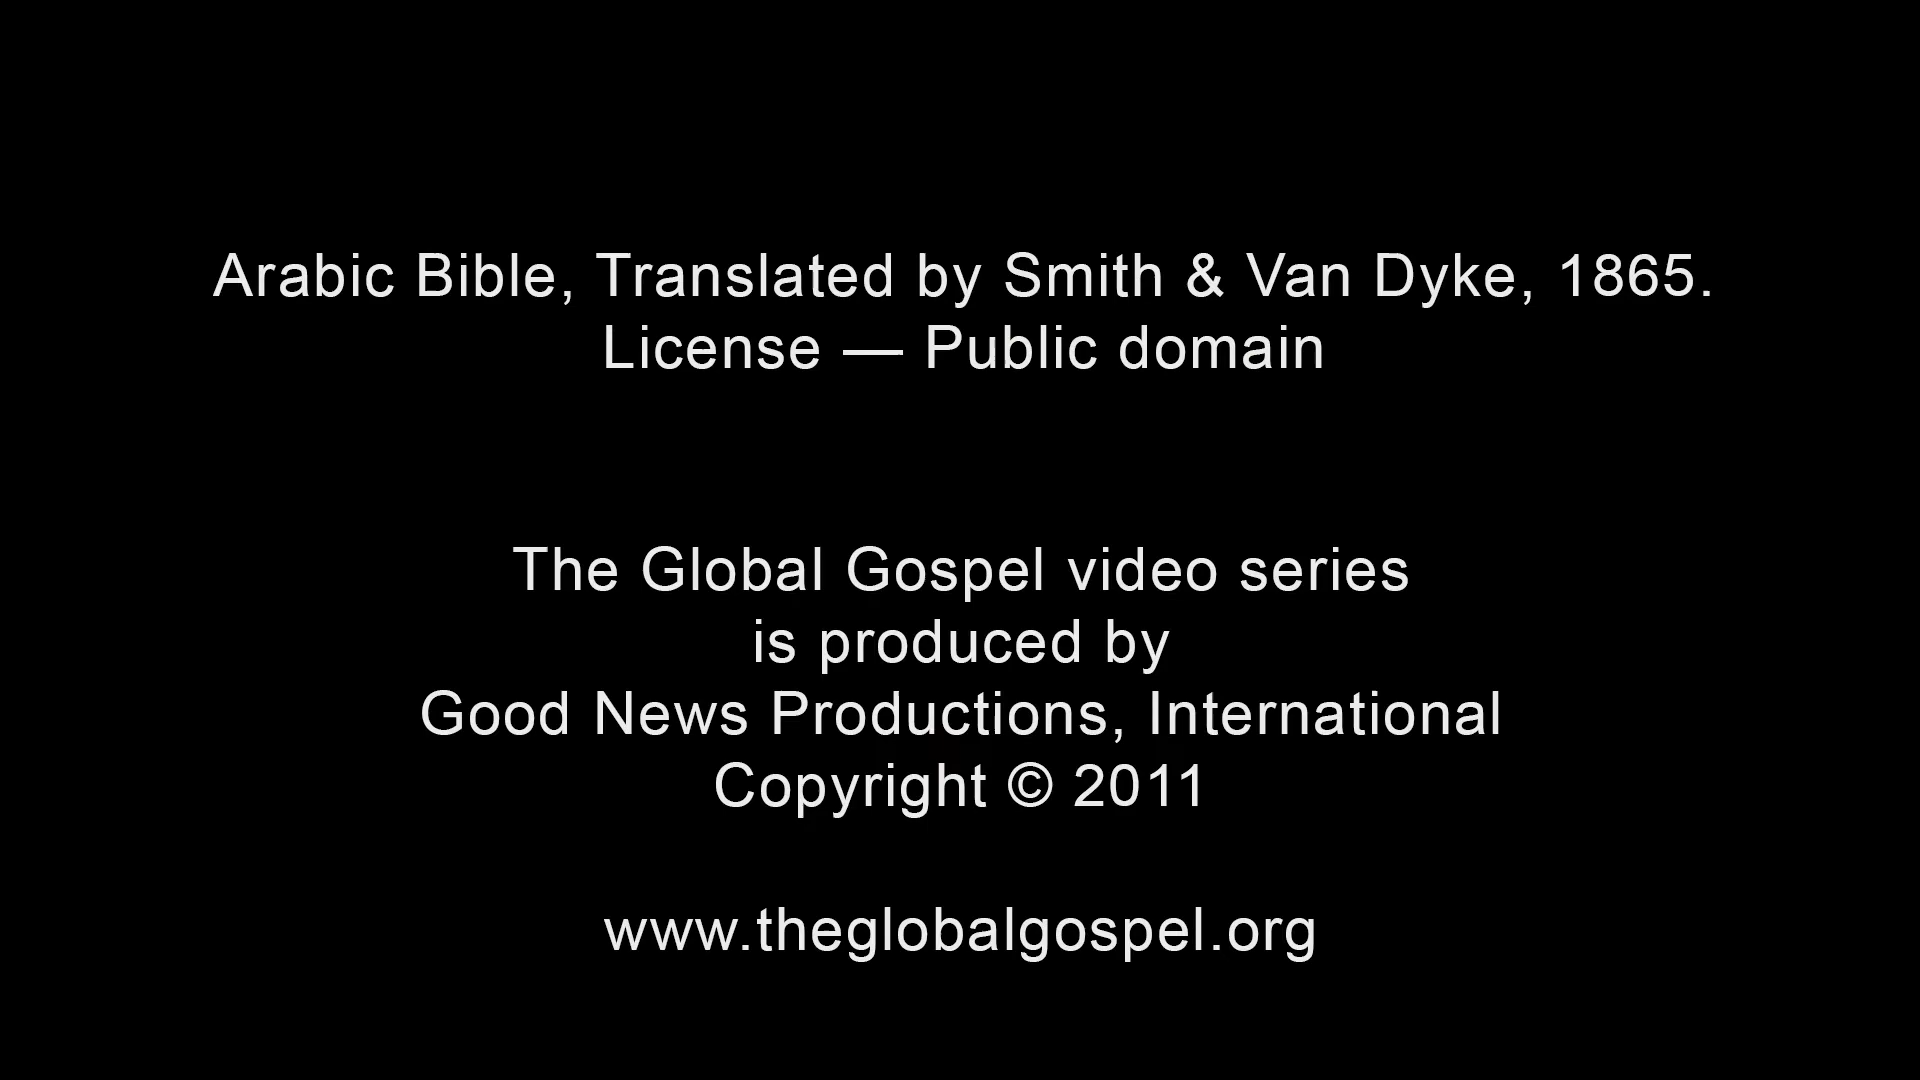 Arabic Bible, Translated by Smith & Van Dyke, 1865.
License — Public domain
The Global Gospel video series
is produced by
Good News Productions, International
Copyright © 2011
www.theglobalgospel.org